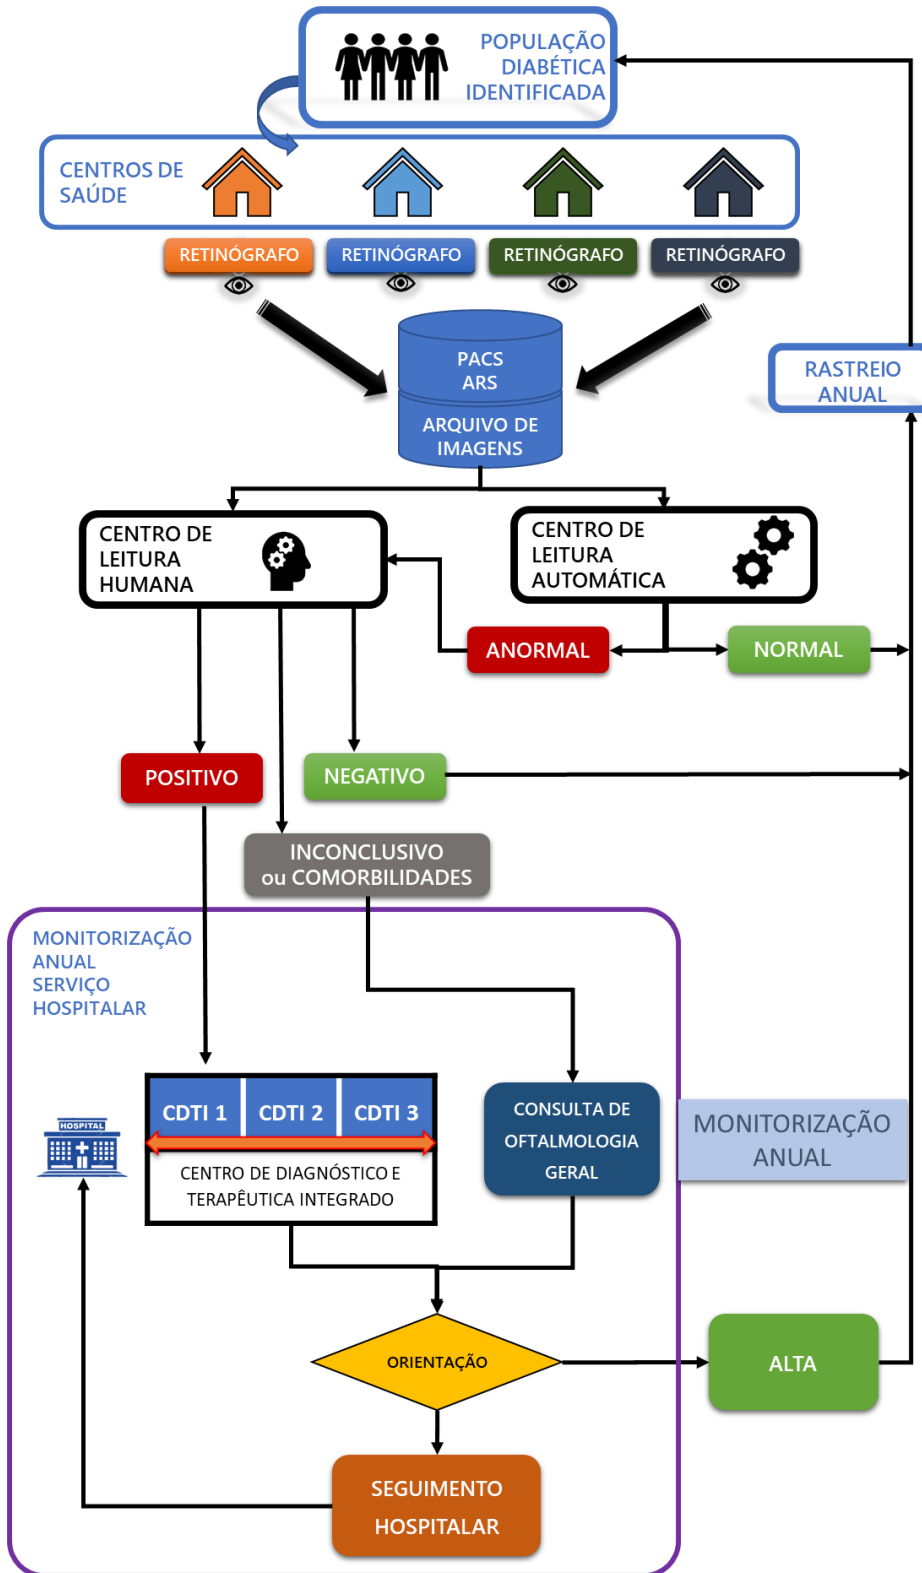 POPULAÇÃO
DIABÉTICA
IDENTIFICADA
CENTROS DE
SAÚDE
RETINÓGRAFO
RETINÓGRAFO
RETINÓGRAFO
RETINÓGRAFO
PACS
ARS
ARQUIVO DE
IMAGENS
RASTREIO
ANUAL
CENTRO DE
LEITURA
HUMANA
CENTRO DE
LEITURA
AUTOMÁTICA
ANORMAL
NORMAL
POSITIVO
NEGATIVO
INCONCLUSIVO
ou COMORBILIDADES
MONITORIZAÇÃO
ANUAL
SERVIÇO
HOSPITALAR
HOSPITAL
CDTI 1
CDTI 2
CDTI 3
CENTRO DE DIAGNÓSTICO E
TERAPÊUTICA INTEGRADO
CONSULTA DE
OFTALMOLOGIA
GERAL
MONITORIZAÇÃO
ANUAL
ORIENTAÇÃO
ALTA
SEGUIMENTO
HOSPITALAR